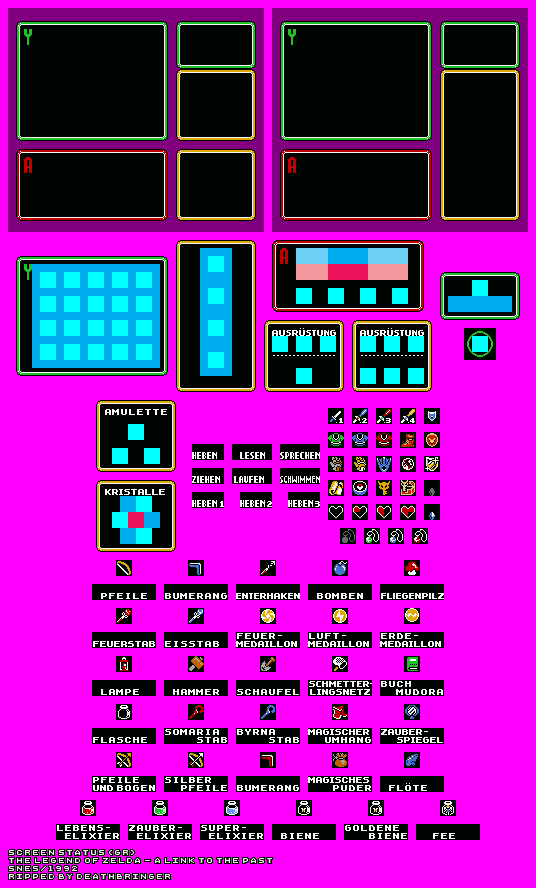 Y
Y
A
A
Y
A
AUSRÜSTUNG AUSRÜSTUNG
AMULETTE
1 2 3 4
HEBEN LESEN SPRECHEN
ZIEHEN LAUFEN SCHWIMMEN
KRISTALLE
HEBEN1 HEBEN2 HEBEN3
PFEILE BUMERANG ENTERHAKEN BOMBEN FLIEGENPILZ
FEUERSTAB EISSTAB FEUER-MEDAILLON LUFT-MEDAILLON ERDE-MEDAILLON
LAMPE HAMMER SCHAUFEL SCHMETTER-LINGSNETZ BUCH MUDORA
FLASCHE SOMARIA STAB BYRNA STAB MAGISCHER UMHANG ZAUBER-SPIEGEL
PFEILE UND BOGEN SILBER PFEILE BUMERANG MAGISCHES PUDER FLÖTE
LEBENS-ELIXIER ZAUBER-ELIXIER SUPER-ELIXIER BIENE GOLDENE BIENE FEE
SCREEN STATUS (GR)
THE LEGEND OF ZELDA - A LINK TO THE PAST
SNES/1992
RIPPED BY DEATHBRINGER